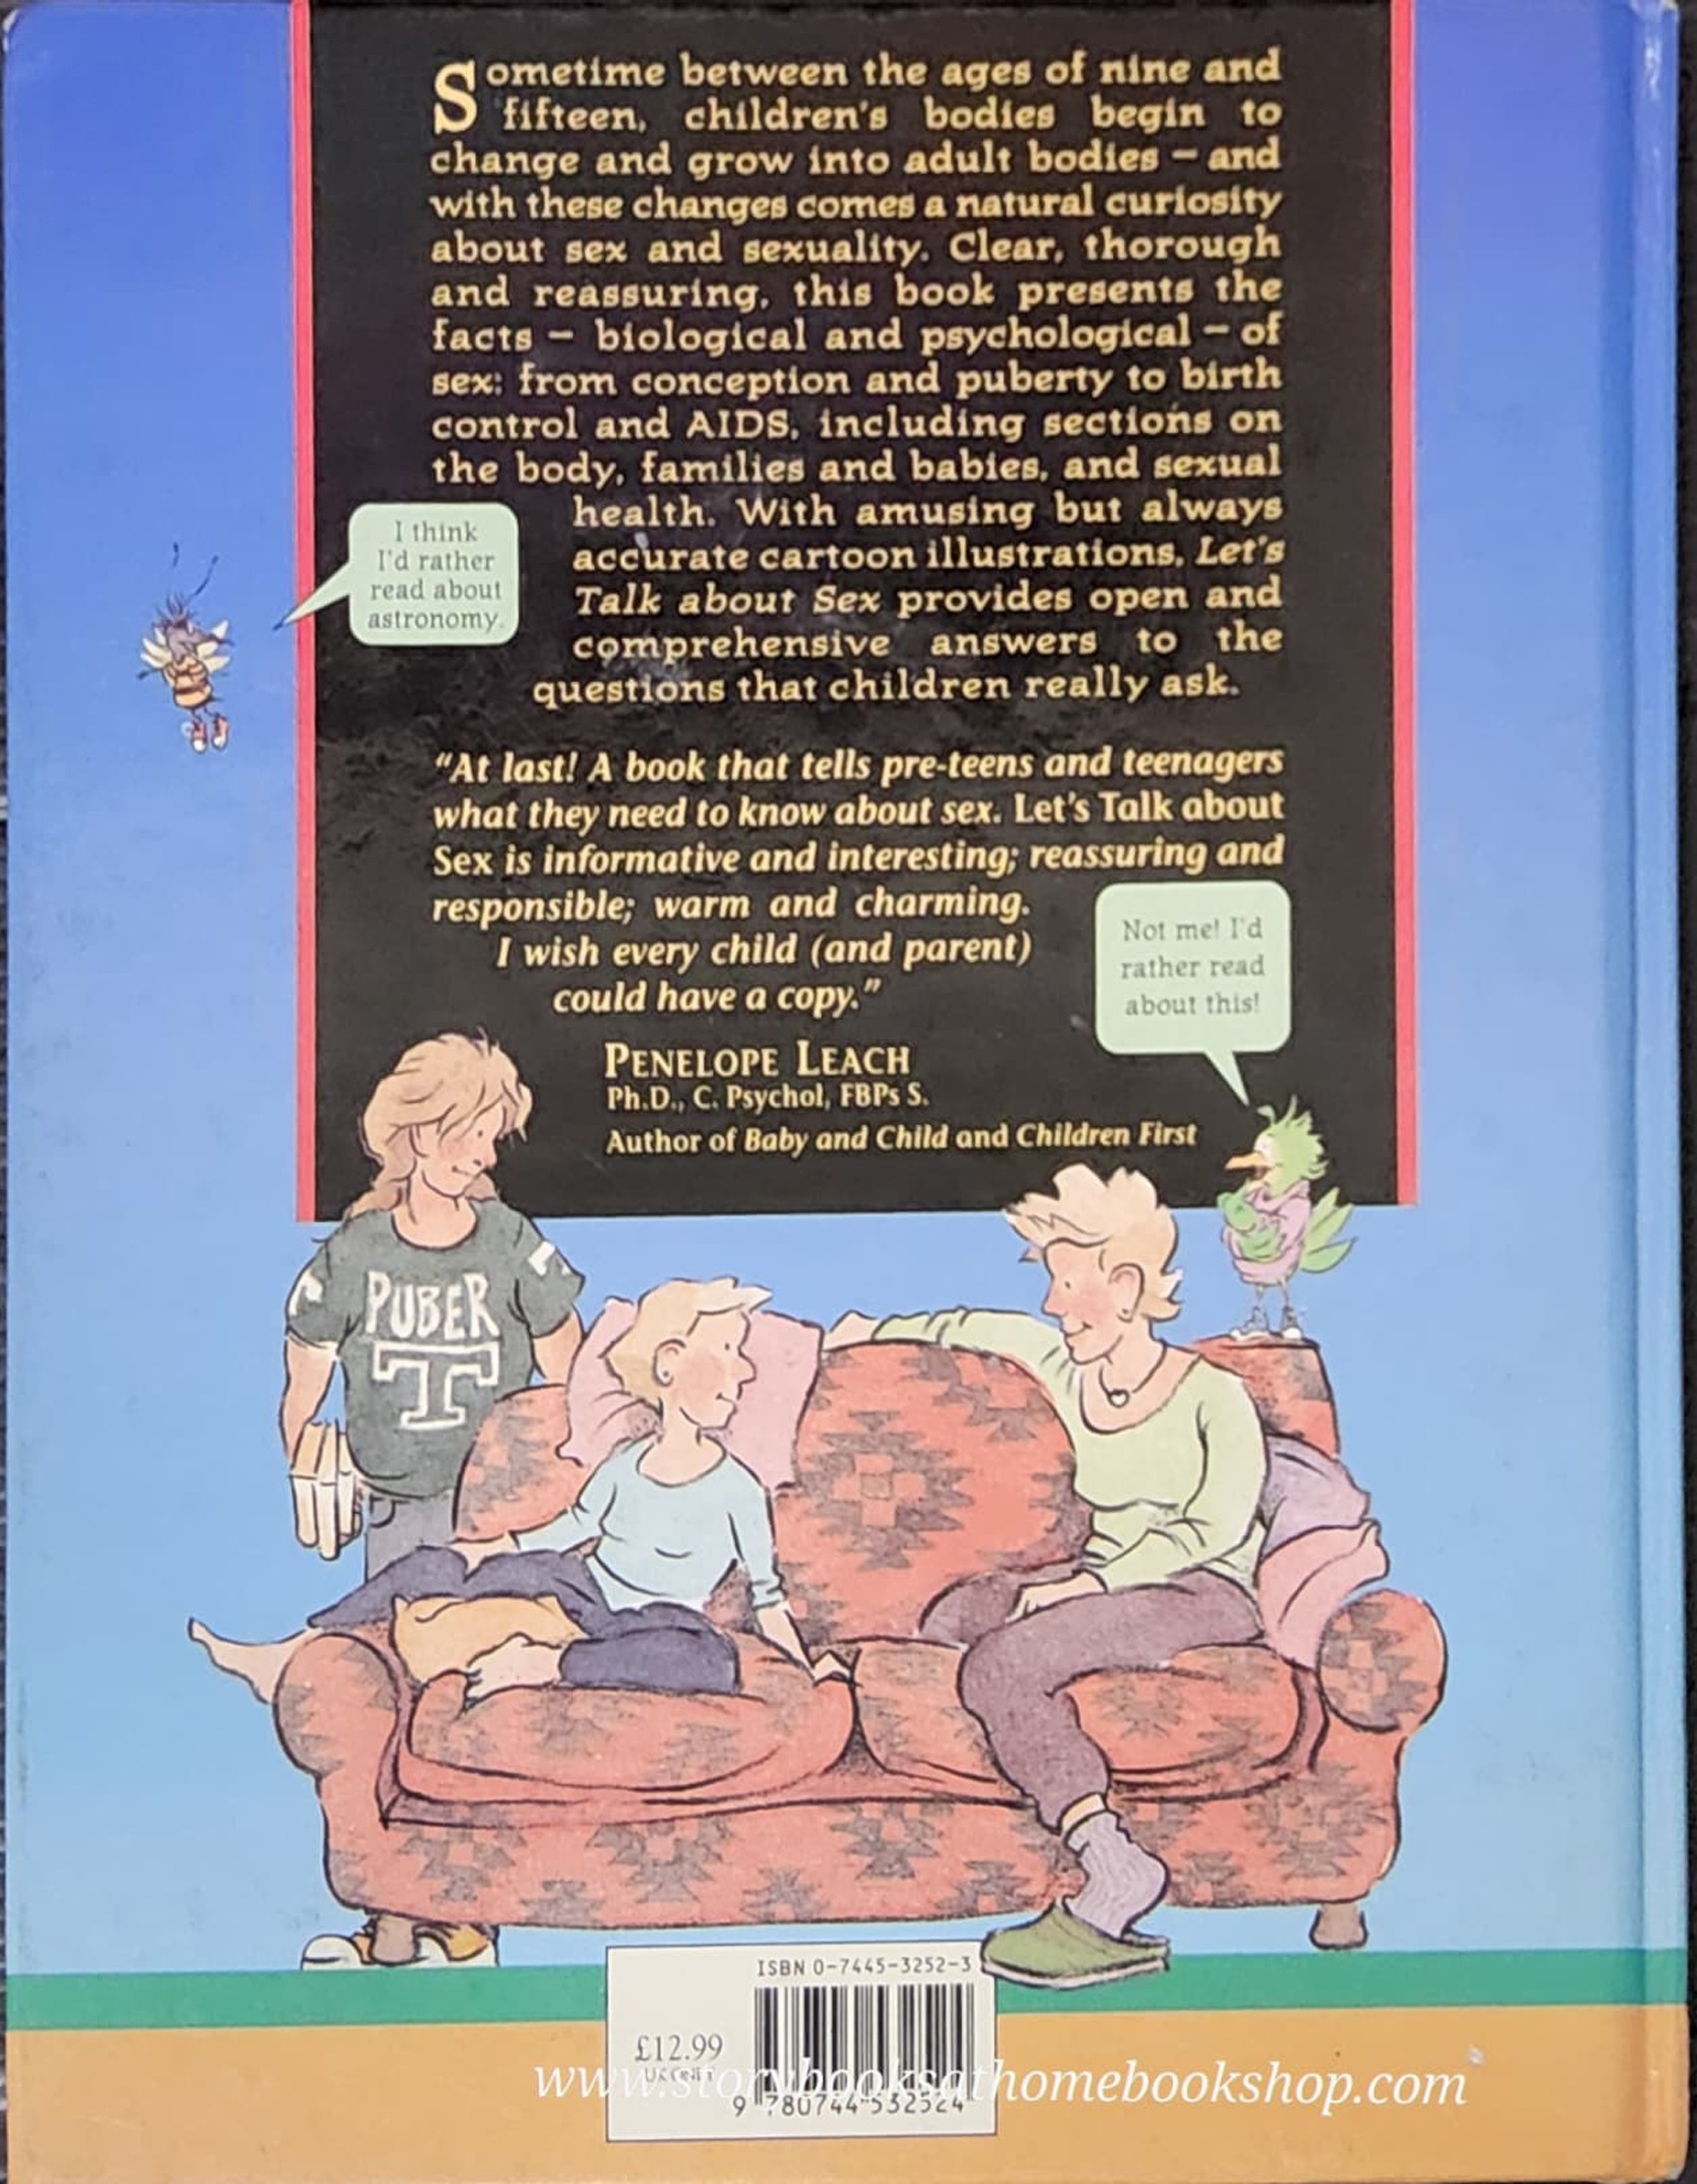 Sometime between the ages of nine and
fifteen, children's bodies begin to
change and grow into adult bodies – and
with these changes comes a natural curiosity
about sex and sexuality. Clear, thorough
and reassuring, this book presents the
facts – biological and psychological – of
sex: from conception and puberty to birth
control and AIDS, including sections on
the body, families and babies, and sexual
health. With amusing but always
accurate cartoon illustrations, Let's
Talk about Sex provides open and
comprehensive answers to the
questions that children really ask.
I think
I'd rather
read about
astronomy.
"At last! A book that tells pre-teens and teenagers
what they need to know about sex. Let's Talk about
Sex is informative and interesting; reassuring and
responsible; warm and charming.
I wish every child (and parent)
could have a copy."
Not me! I'd
rather read
about this!
PENELOPE LEACH
Ph.D., C. Psychol, FBPs S.
Author of Baby and Child and Children First
PUBER
T
ISBN 0-7445-3252-3
£12.99
UK ONLY
9 780744 532524
www.storybooksathomebookshop.com